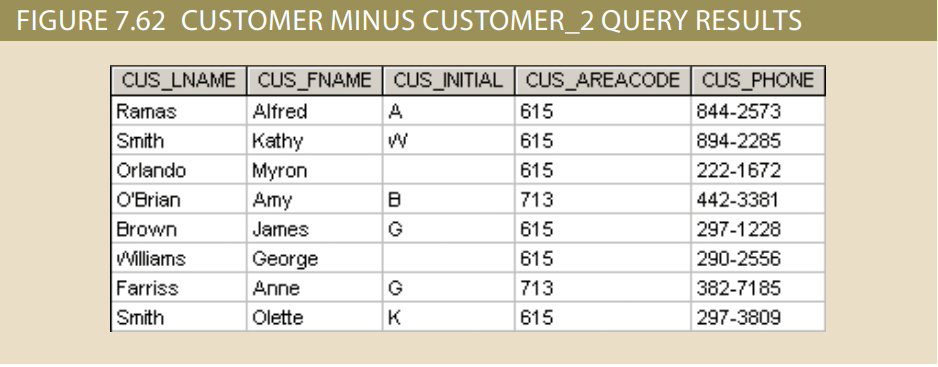 FIGURE 7.62 CUSTOMER MINUS CUSTOMER_2 QUERY RESULTS
CUS_LNAME CUS_FNAME CUS_INITIAL CUS_AREACODE CUS_PHONE
Ramas Alfred A 615 844-2573
Smith Kathy W 615 894-2285
Orlando Myron 615 222-1672
O'Brian Amy B 713 442-3381
Brown James G 615 297-1228
Williams George 615 290-2556
Farriss Anne G 713 382-7185
Smith Olette K 615 297-3809